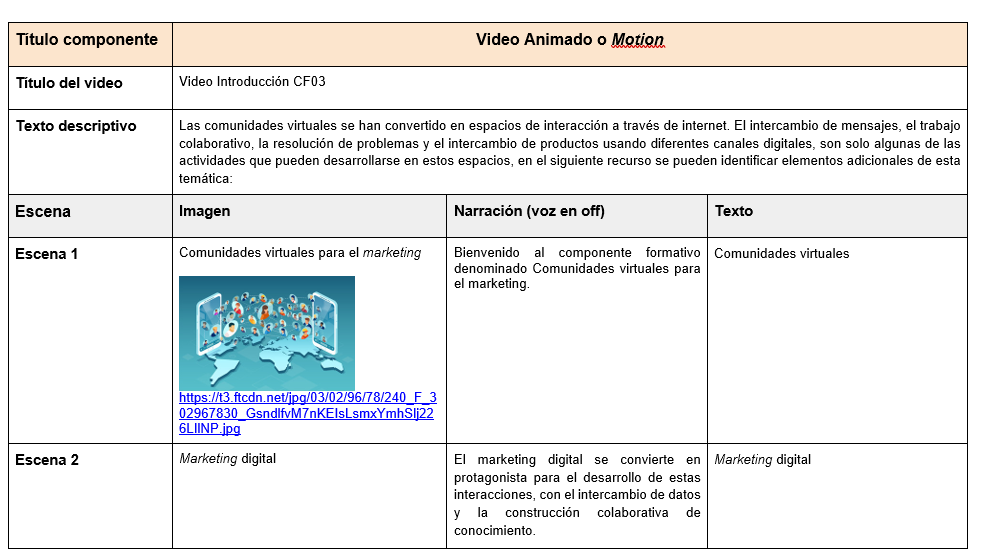 Título componente
Video Animado o Motion
Título del video
Video Introducción CF03
Texto descriptivo
Las comunidades virtuales se han convertido en espacios de interacción a través de internet. El intercambio de mensajes, el trabajo
colaborativo, la resolución de problemas y el intercambio de productos usando diferentes canales digitales, son solo algunas de las
actividades que pueden desarrollarse en estos espacios, en el siguiente recurso se pueden identificar elementos adicionales de esta
temática:
Escena
Imagen
Narración (voz en off)
Texto
Escena 1
Comunidades virtuales para el marketing
https://t3.ftcdn.net/jpg/03/02/96/78/240_F_3
02967830_GsndlfvM7nKEIsLsmxYmhSlj22
6LlINP.jpg
Bienvenido al componente formativo
denominado Comunidades virtuales para
el marketing.
Comunidades virtuales
Escena 2
Marketing digital
El marketing digital se convierte en
protagonista para el desarrollo de estas
interacciones, con el intercambio de datos
y la construcción colaborativa de
conocimiento.
Marketing digital